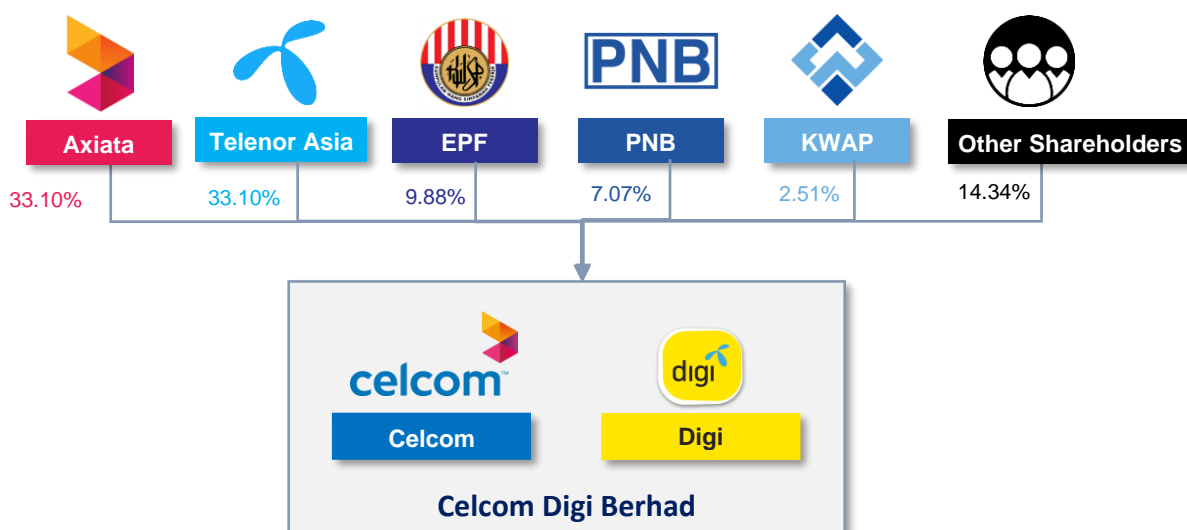 PNB
Axiata
Telenor Asia
EPF
PNB
KWAP
Other Shareholders
33.10%
33.10%
9.88%
7.07%
2.51%
14.34%
celcom™
digi
Celcom
Digi
Celcom Digi Berhad